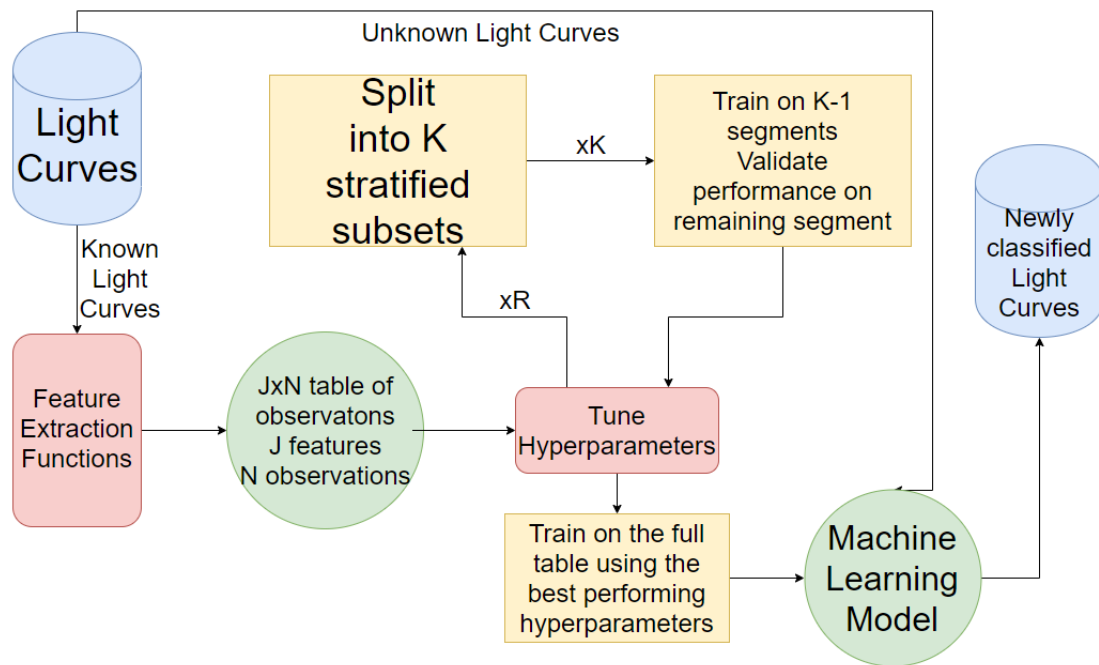 Unknown Light Curves
Light
Curves
Split
into K
stratified
subsets
xK
Train on K-1
segments
Validate
performance on
remaining segment
Newly
classified
Light
Curves
Known
Light
Curves
xR
Feature
Extraction
Functions
JxN table of
observatons
J features
N observations
Tune
Hyperparameters
Train on the full
table using the
best performing
hyperparameters
Machine
Learning
Model